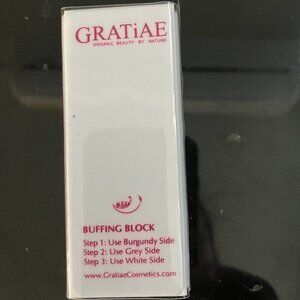 GRATiAE
ORGANIC BEAUTY BY NATURE
BUFFING BLOCK
Step 1: Use Burgundy Side
Step 2: Use Grey Side
Step 3: Use White Side
www.GratiaeCosmetics.com